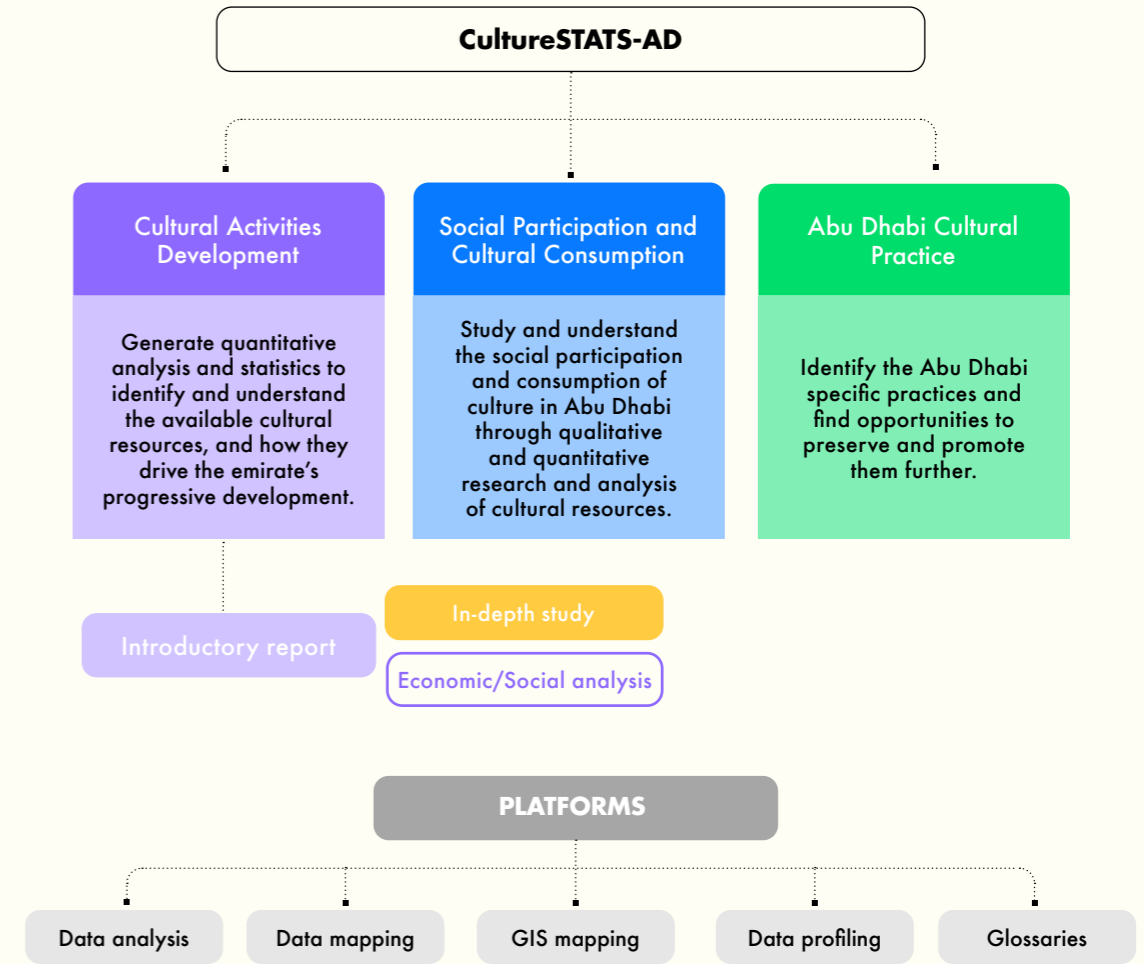 CultureSTATS-AD
Cultural Activities
Development
Social Participation and
Cultural Consumption
Abu Dhabi Cultural
Practice
Generate quantitative
analysis and statistics to
identify and understand
the available cultural
resources, and how they
drive the emirate’s
progressive development.
Study and understand
the social participation
and consumption of
culture in Abu Dhabi
through qualitative
and quantitative
research and analysis
of cultural resources.
Identify the Abu Dhabi
specific practices and
find opportunities to
preserve and promote
them further.
Introductory report
In-depth study
Economic/Social analysis
PLATFORMS
Data analysis
Data mapping
GIS mapping
Data profiling
Glossaries